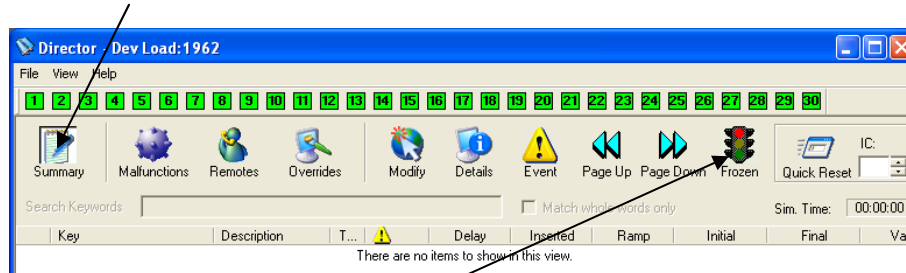 Director - Dev Load:1962
File View Help
1 2 3 4 5 6 7 8 9 10 11 12 13 14 15 16 17 18 19 20 21 22 23 24 25 26 27 28 29 30
Summary Malfunctions Remotes Overrides Modify Details Event Page Up Page Down Frozen Quick Reset IC:
Search Keywords Match whole words only Sim. Time: 00:00:00
Key Description T... Delay Inserted Ramp Initial Final Va
There are no items to show in this view.